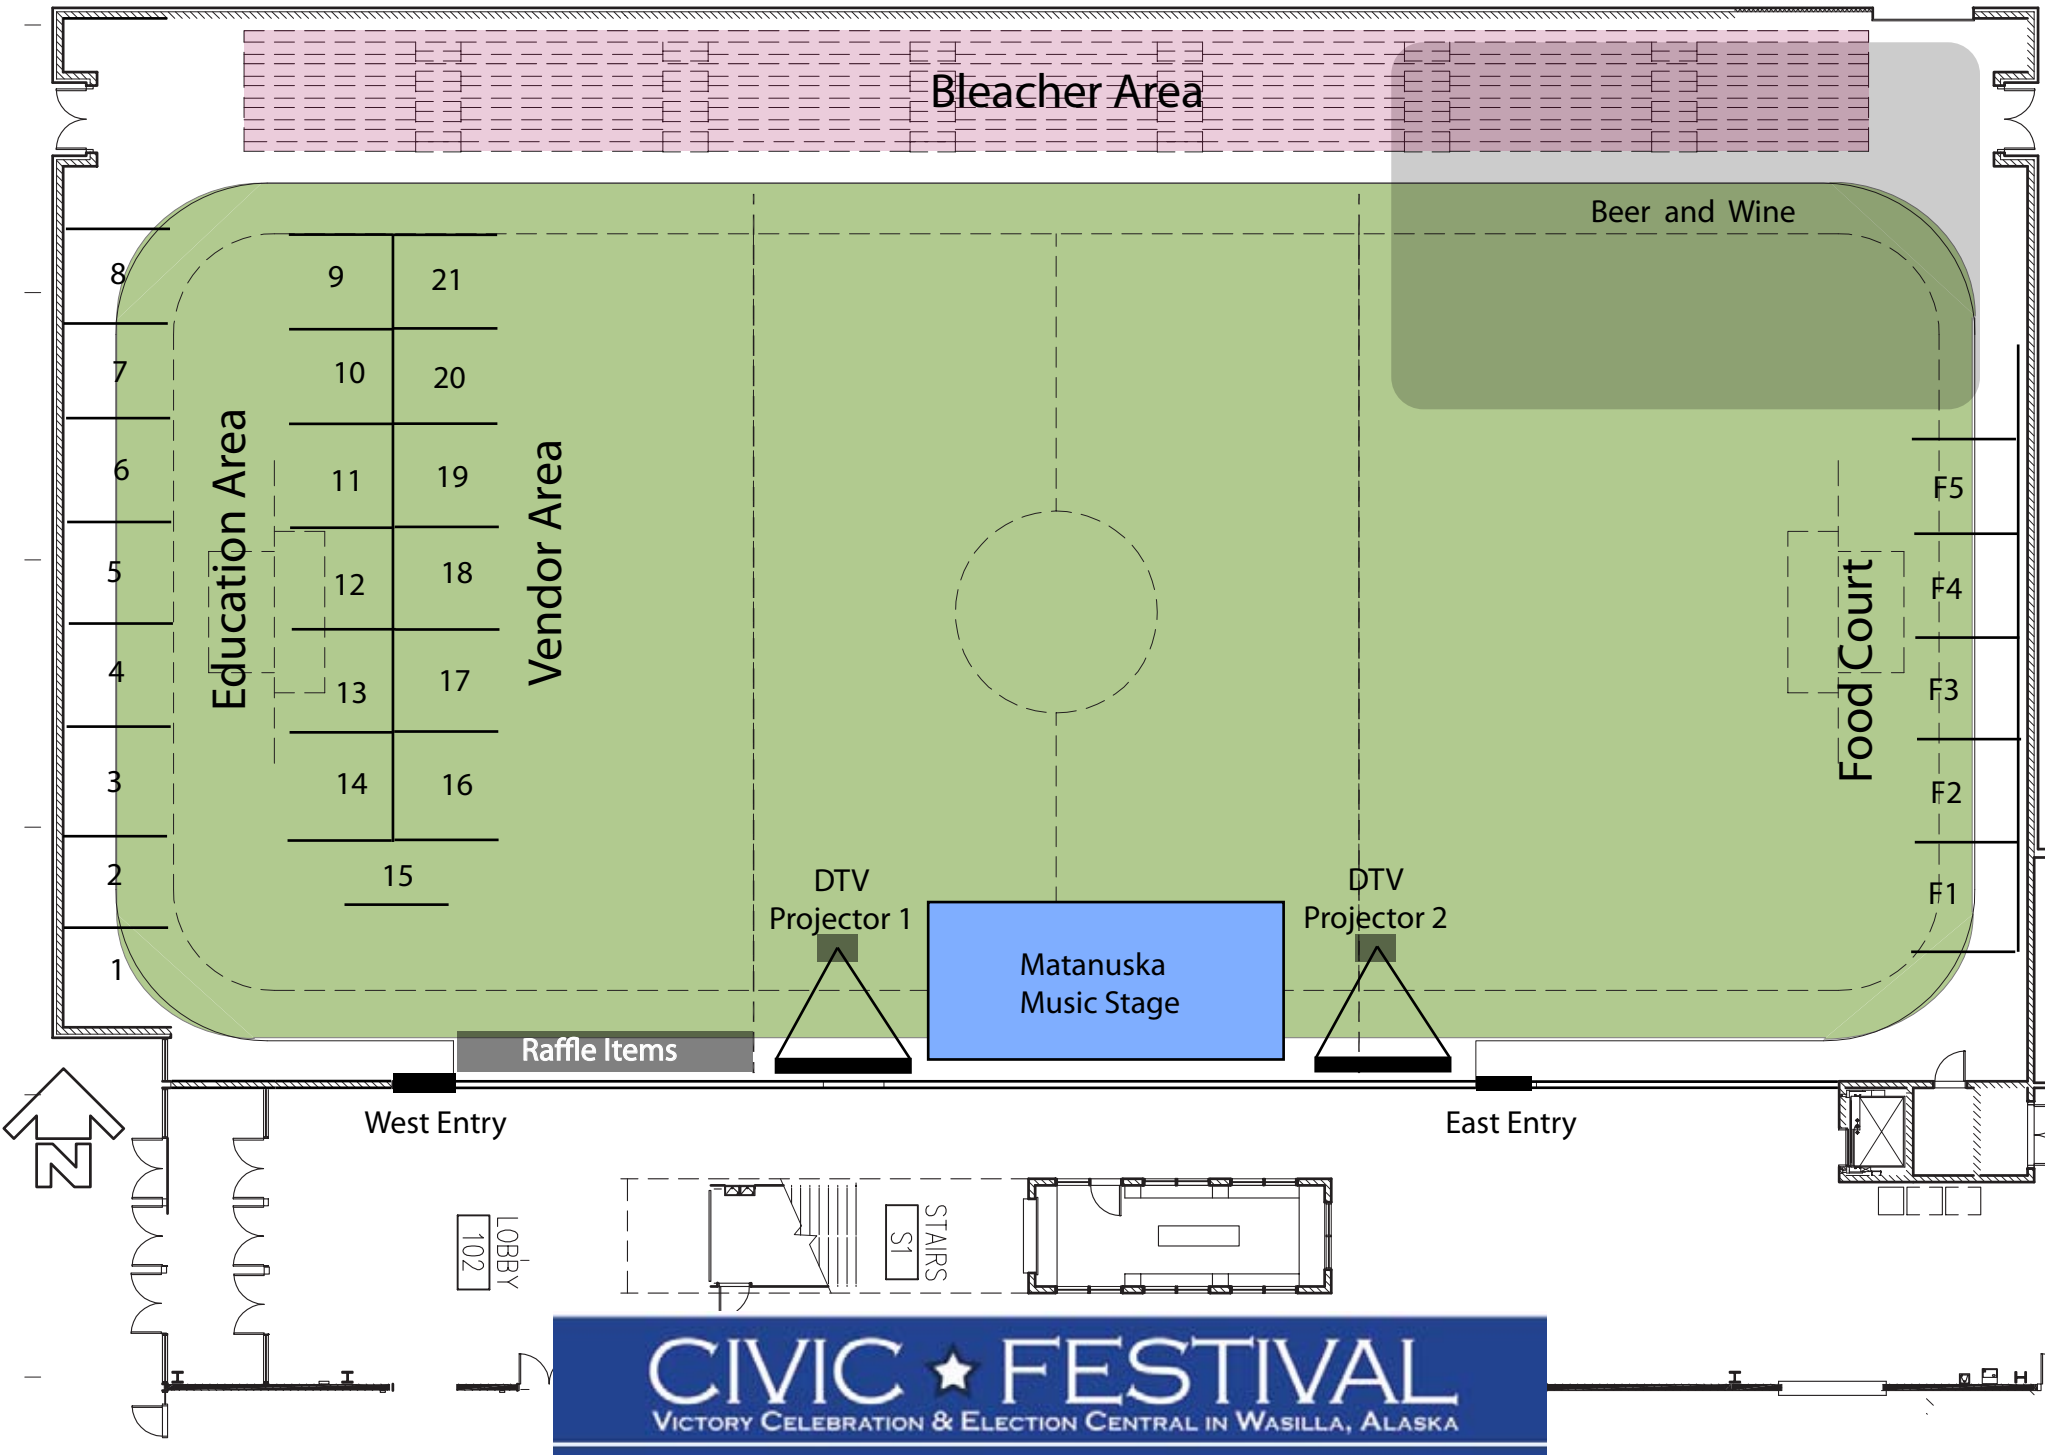 Bleacher Area
Beer and Wine
8
9
21
7
10
20
6
11
19
F5
5
12
18
F4
4
13
17
F3
3
14
16
F2
2
15
F1
1
Education Area
Vendor Area
Food Court
DTV
Projector 1
DTV
Projector 2
Matanuska
Music Stage
Raffle Items
West Entry
East Entry
N
LOBBY
102
STAIRS
S1
CIVIC FESTIVAL
VICTORY CELEBRATION & ELECTION CENTRAL IN WASILLA, ALASKA